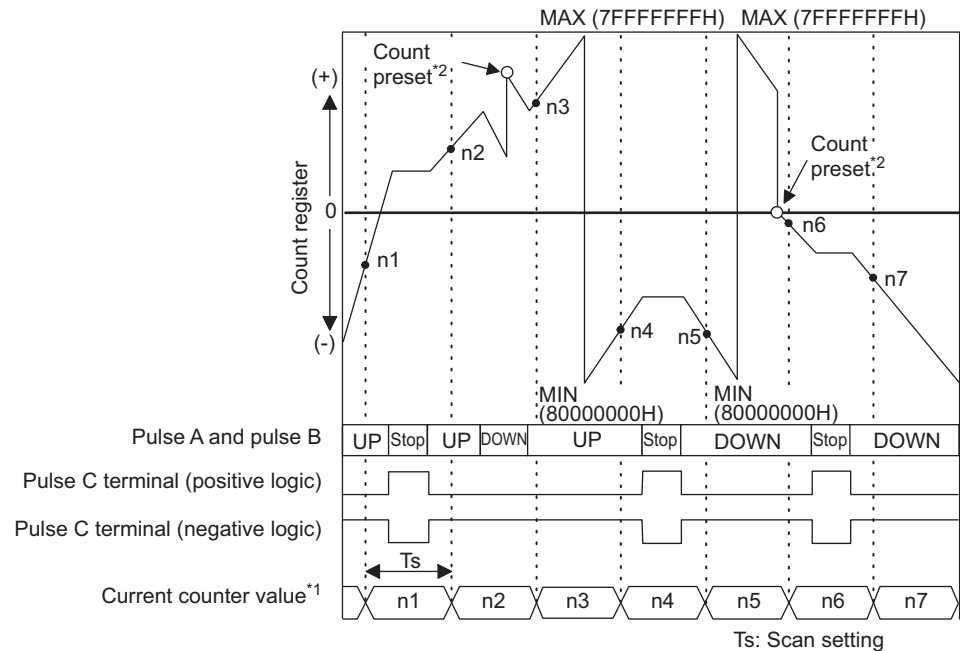 MAX (7FFFFFFFH) MAX (7FFFFFFFH)
Count
preset*2
(+)
n3
n2
Count
preset*2
Count register
0
n6
n1
n7
n4
n5
(-)
MIN
(80000000H)
MIN
(80000000H)
Pulse A and pulse B UP Stop UP DOWN UP Stop DOWN Stop DOWN
Pulse C terminal (positive logic)
Pulse C terminal (negative logic)
Ts
Current counter value*1 n1 n2 n3 n4 n5 n6 n7
Ts: Scan setting